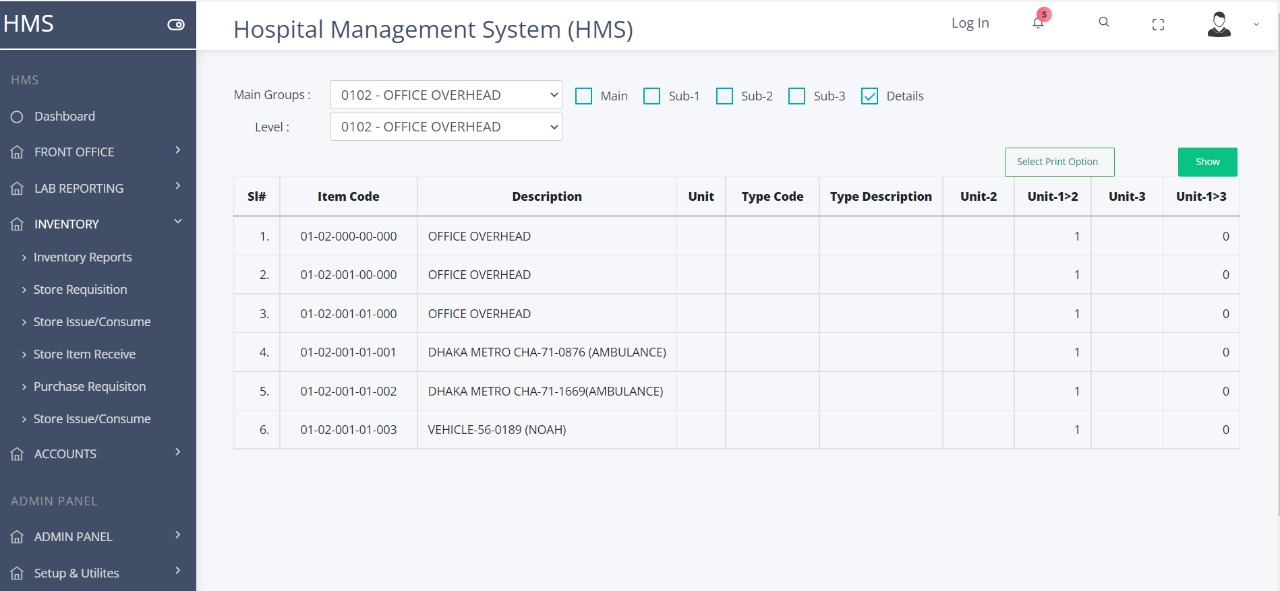 HMS
Hospital Management System (HMS)
Log In
5
HMS
Dashboard
FRONT OFFICE
LAB REPORTING
INVENTORY
Inventory Reports
Store Requisition
Store Issue/Consume
Store Item Receive
Purchase Requisiton
Store Issue/Consume
ACCOUNTS
ADMIN PANEL
ADMIN PANEL
Setup & Utilites
Main Groups : 0102 - OFFICE OVERHEAD Main Sub-1 Sub-2 Sub-3 Details
Level : 0102 - OFFICE OVERHEAD
Select Print Option Show
Sl# Item Code Description Unit Type Code Type Description Unit-2 Unit-1>2 Unit-3 Unit-1>3
1. 01-02-000-00-000 OFFICE OVERHEAD 1 0
2. 01-02-001-00-000 OFFICE OVERHEAD 1 0
3. 01-02-001-01-000 OFFICE OVERHEAD 1 0
4. 01-02-001-01-001 DHAKA METRO CHA-71-0876 (AMBULANCE) 1 0
5. 01-02-001-01-002 DHAKA METRO CHA-71-1669(AMBULANCE) 1 0
6. 01-02-001-01-003 VEHICLE-56-0189 (NOAH) 1 0